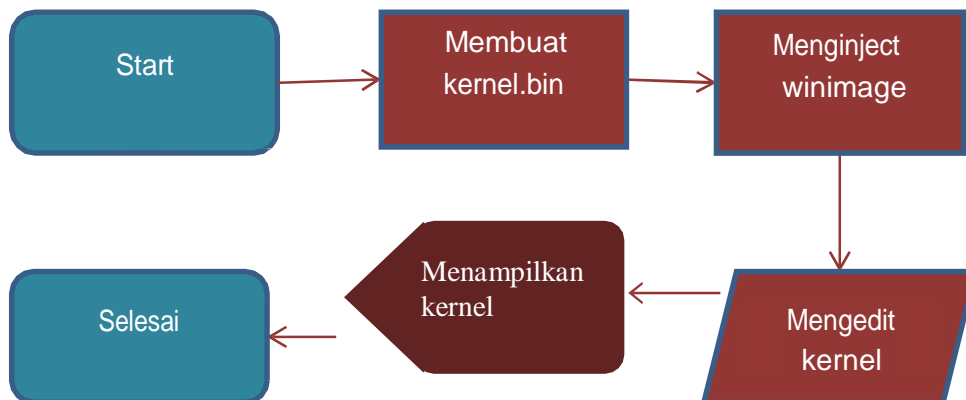 Start
Membuat
kernel.bin
Menginject
winimage
Mengedit
kernel
Menampilkan
kernel
Selesai